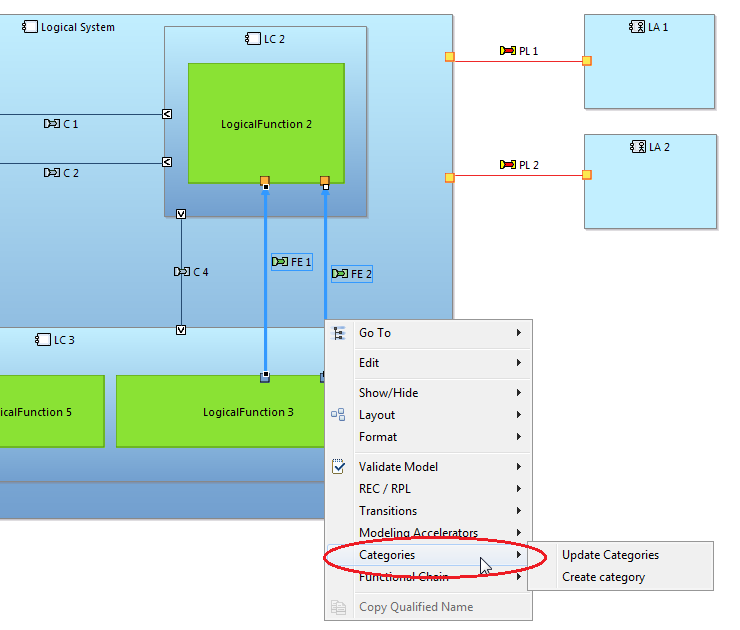 Logical System
LC 2
LA 1
PL 1
LogicalFunction 2
C 1
LA 2
PL 2
C 2
FE 1
C 4
FE 2
LC 3
icalFunction 5
LogicalFunction 3
Go To
Edit
Show/Hide
Layout
Format
Validate Model
REC / RPL
Transitions
Modeling Accelerators
Categories
Functional Chain
Copy Qualified Name
Update Categories
Create category